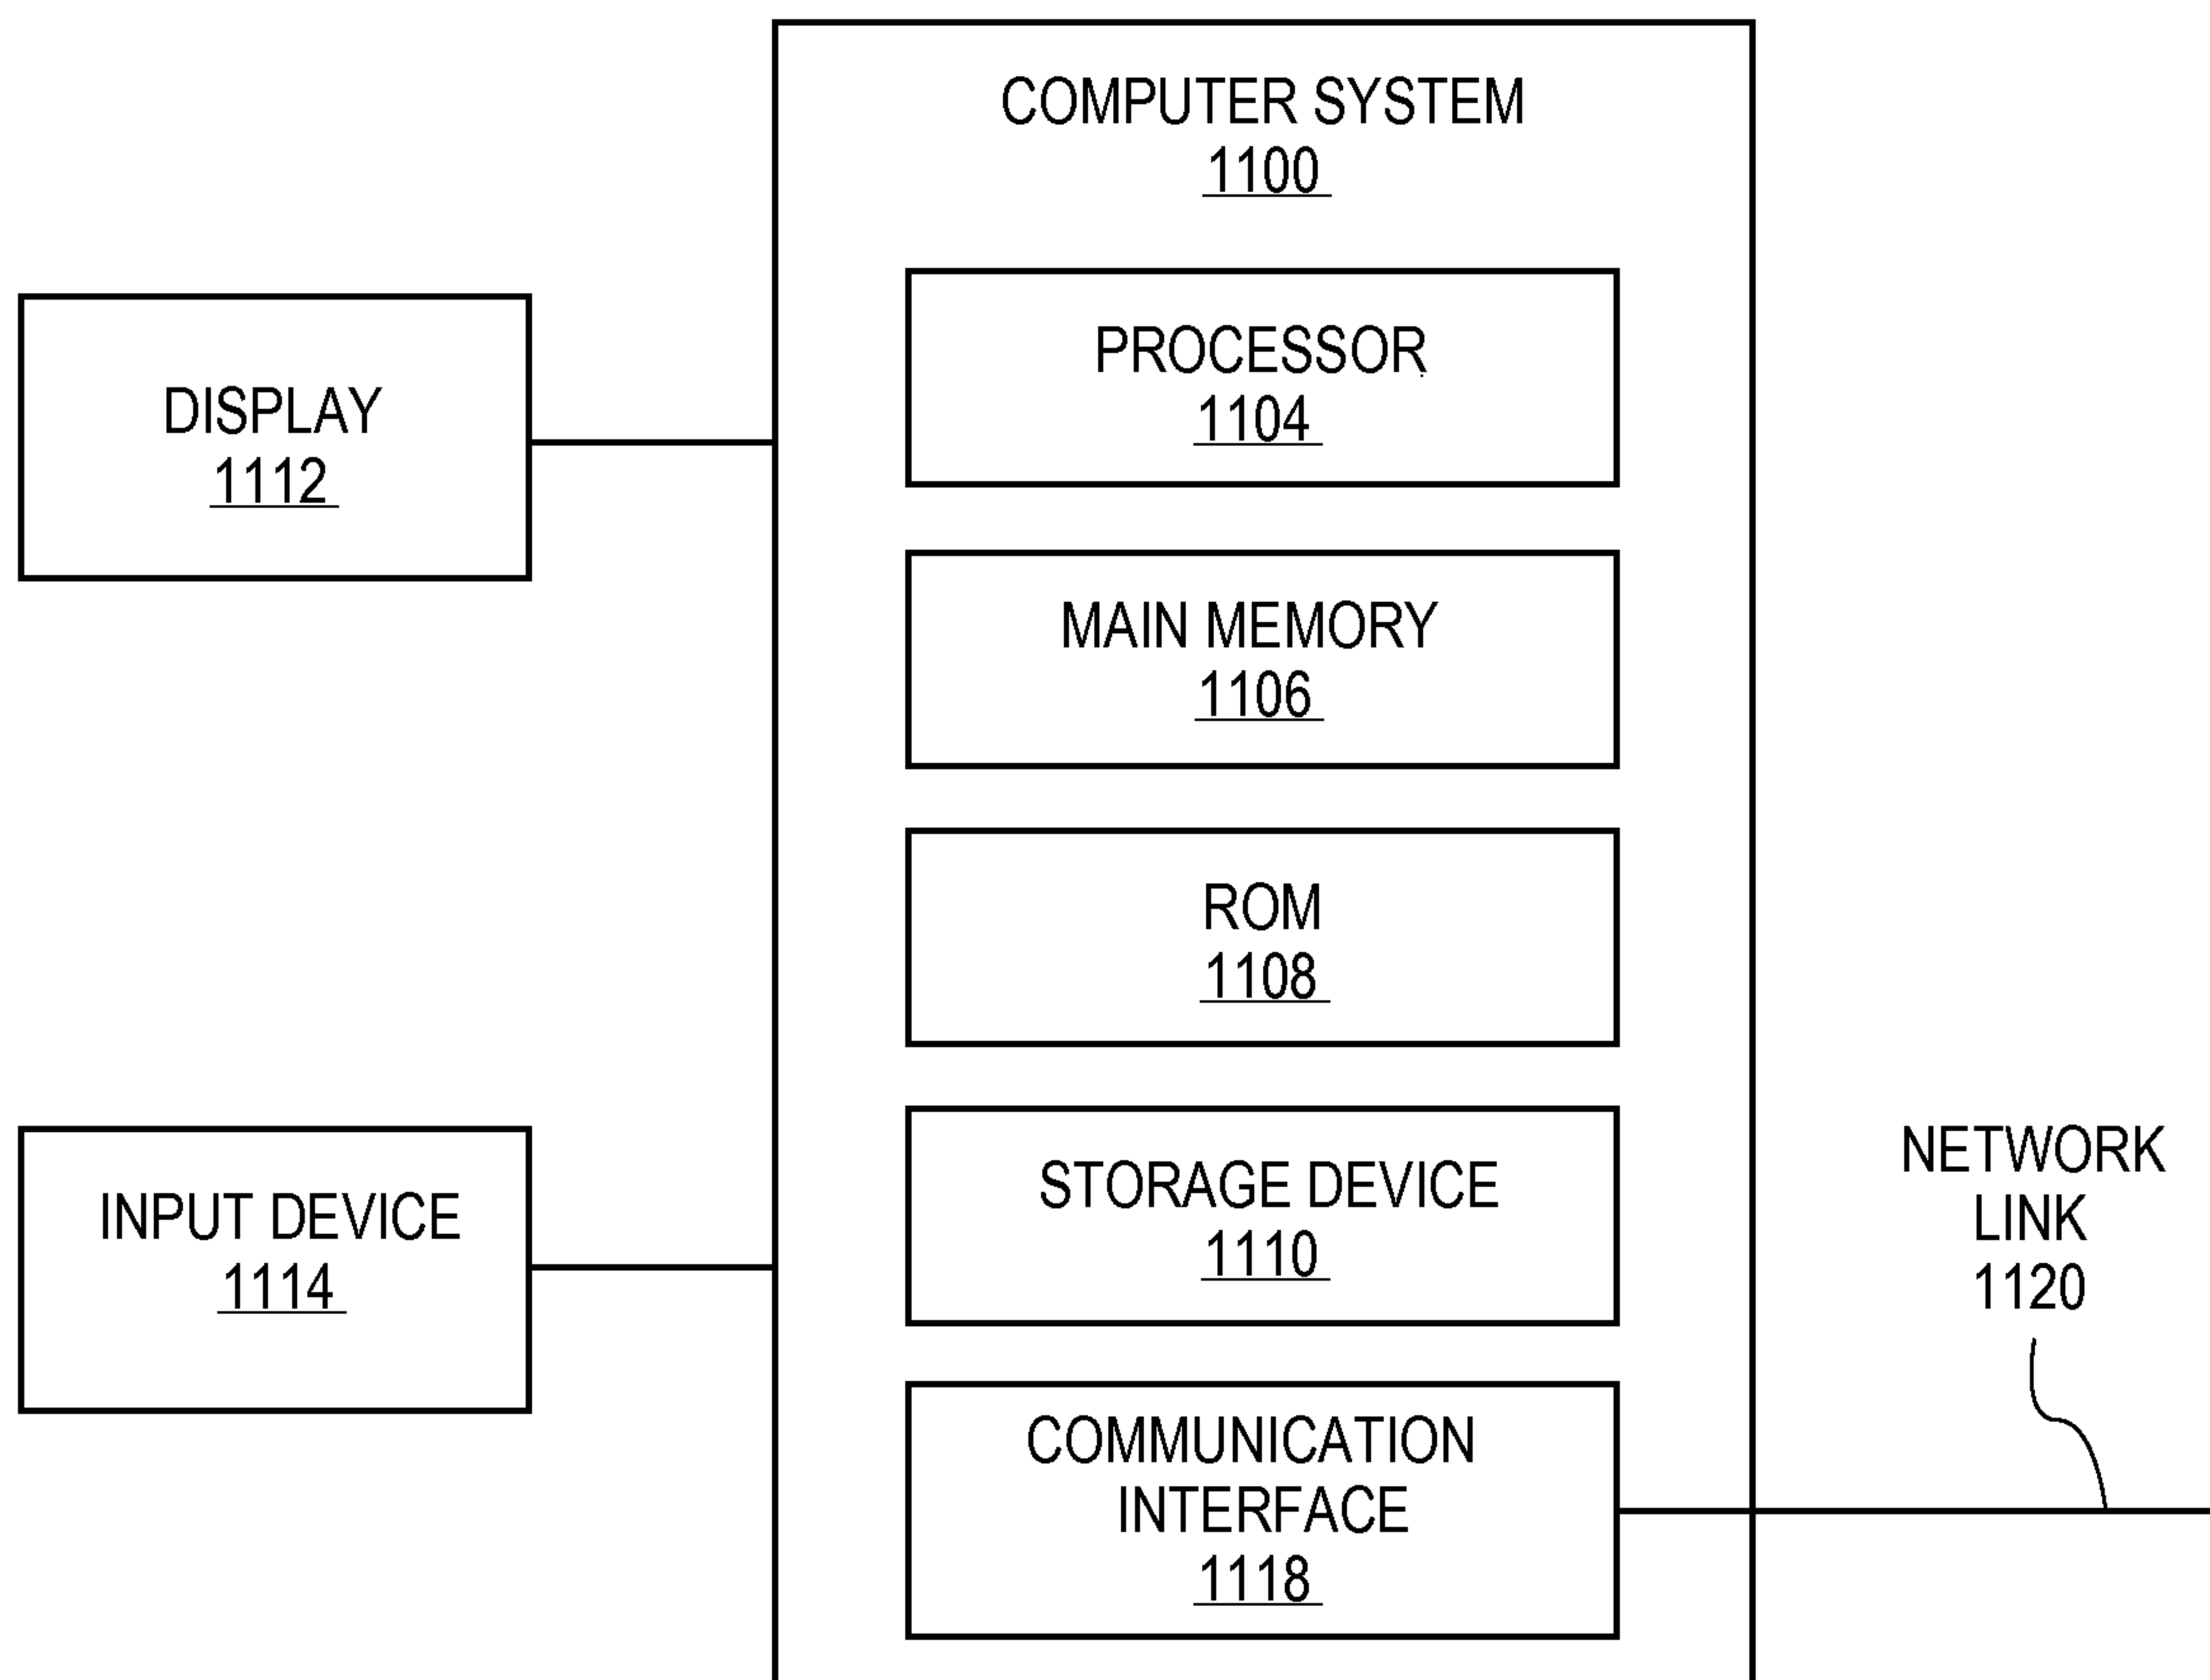 COMPUTER SYSTEM
1100
PROCESSOR
1104
DISPLAY
1112
MAIN MEMORY
1106
ROM
1108
STORAGE DEVICE
1110
INPUT DEVICE
1114
NETWORK
LINK
1120
COMMUNICATION
INTERFACE
1118